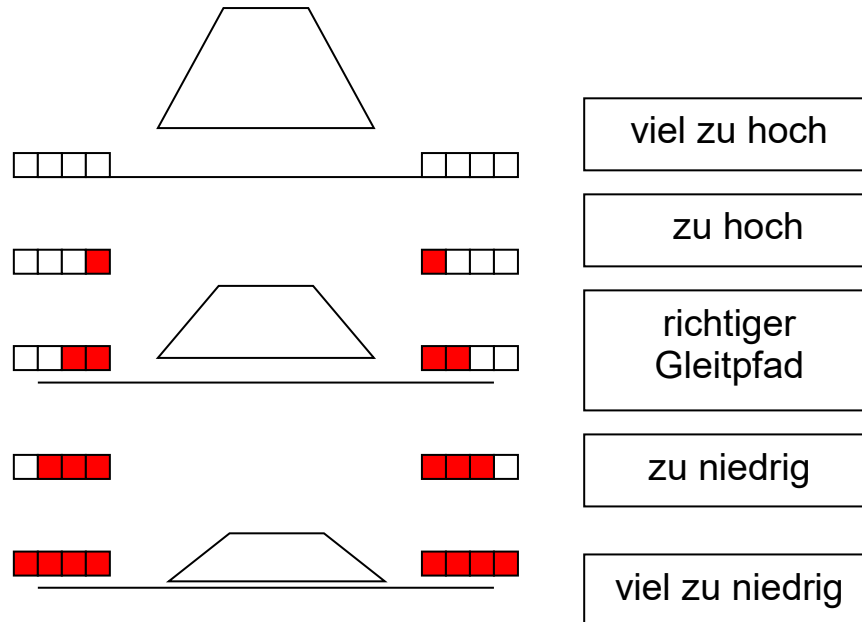 viel zu hoch
zu hoch
richtiger
Gleitpfad
zu niedrig
viel zu niedrig